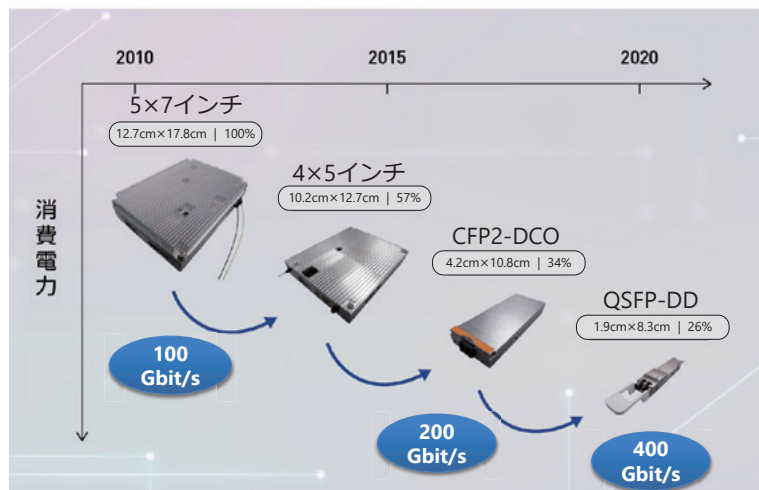 2010
2015
2020
5×7インチ
12.7cm×17.8cm | 100%
4×5インチ
10.2cm×12.7cm | 57%
CFP2-DCO
4.2cm×10.8cm | 34%
QSFP-DD
1.9cm×8.3cm | 26%
消費電力
100
Gbit/s
200
Gbit/s
400
Gbit/s